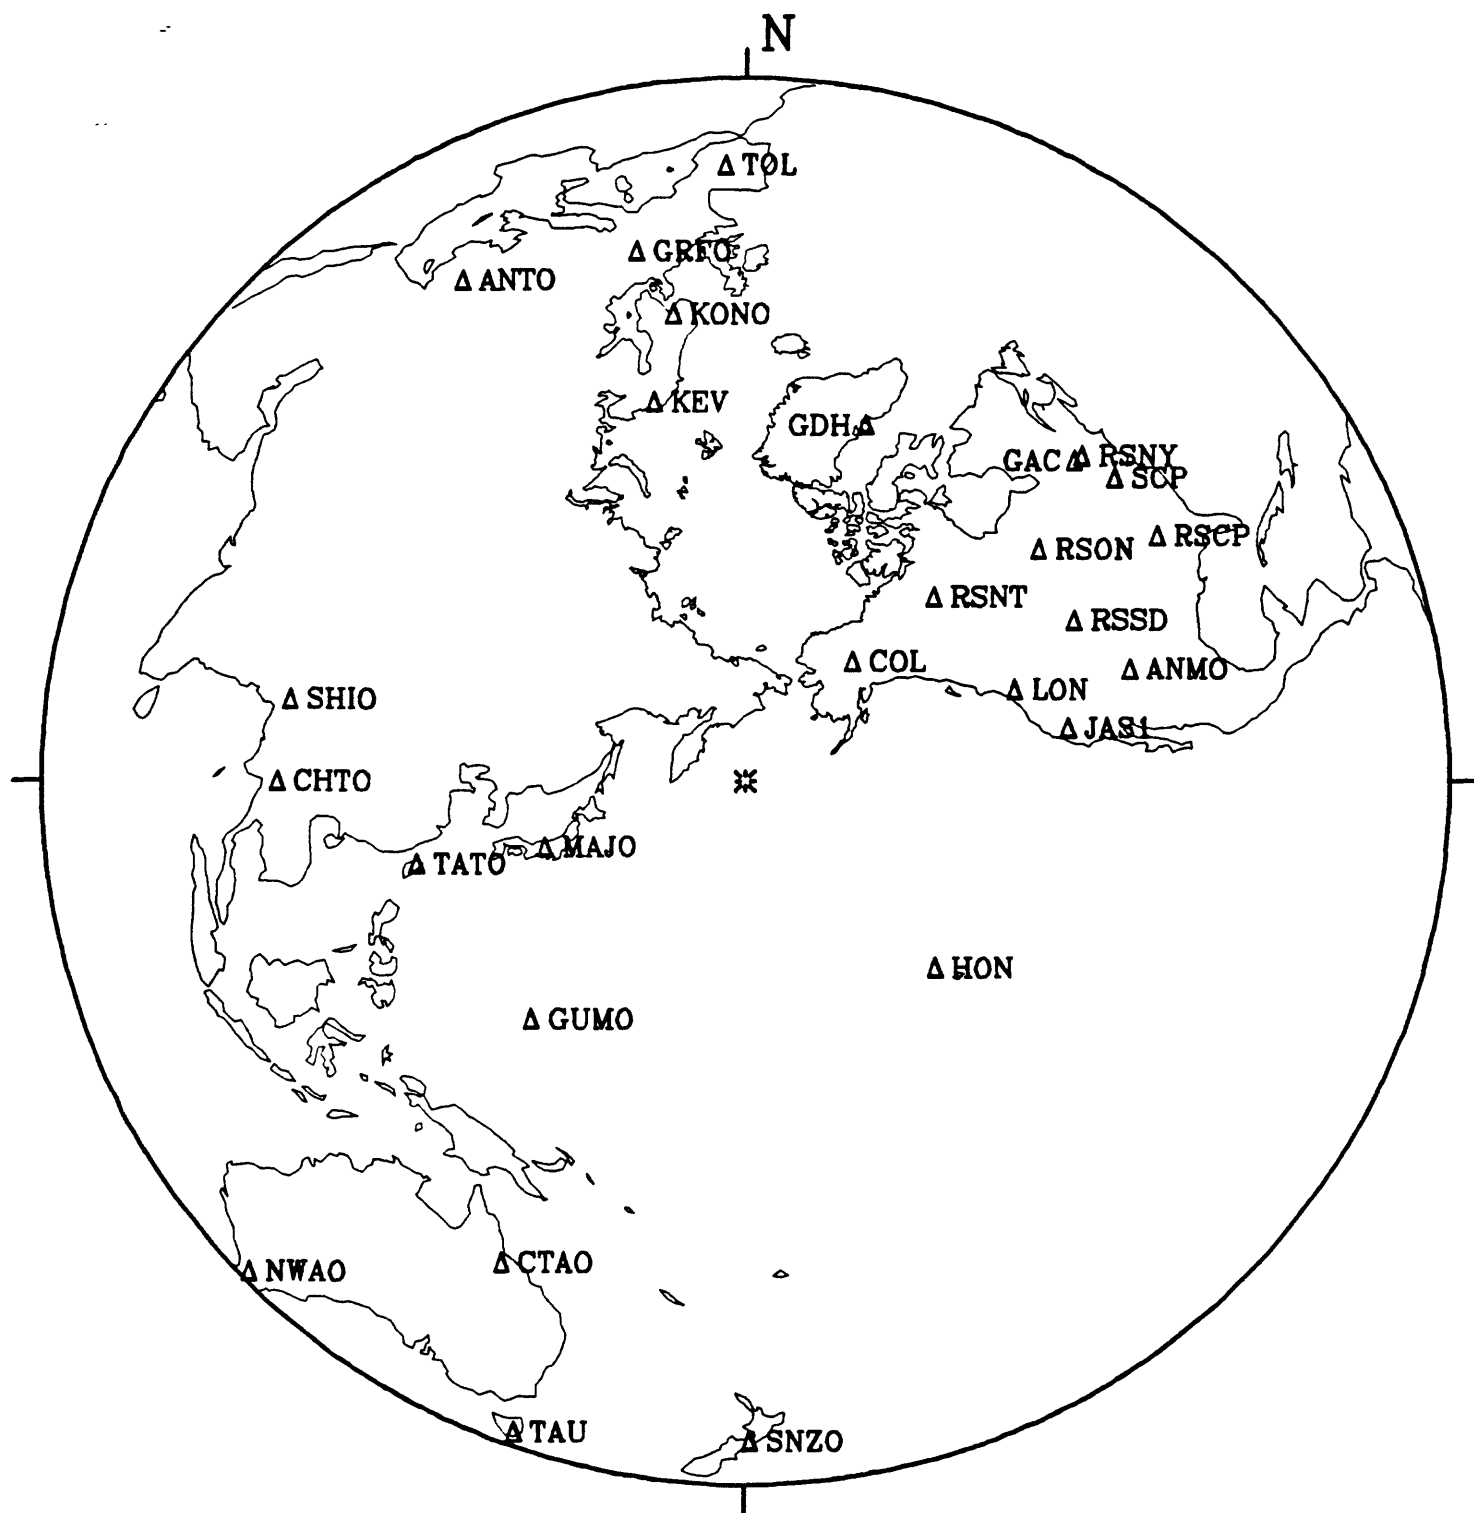 N
TOL
GRFO
ANTO
KONO
KEV
GDH
GAC
RSNY
SCP
RSCP
RSON
RSNT
RSSD
COL
ANMO
LON
SHIO
JAS1
CHTO
MAJO
TATO
HON
GUMO
CTAO
NWAO
TAU
SNZO